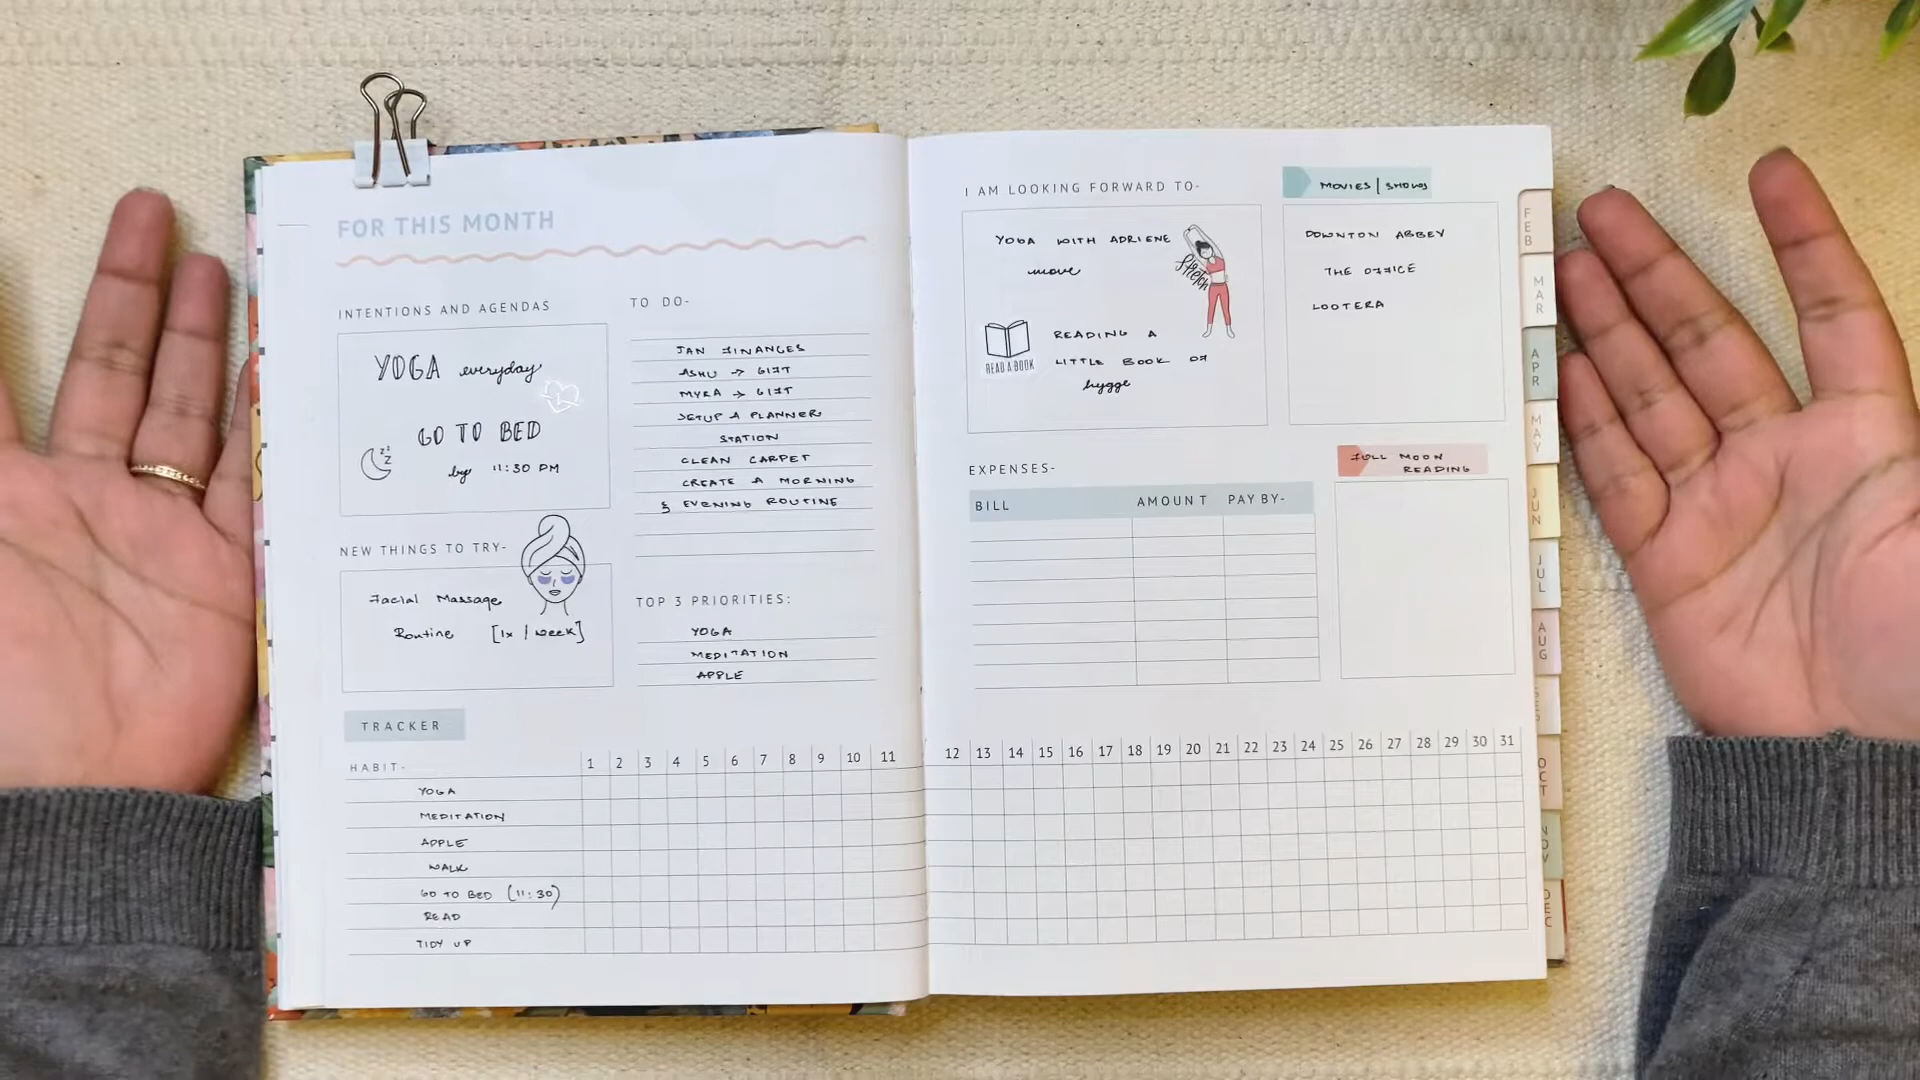 FOR THIS MONTH
INTENTIONS AND AGENDAS
YOGA everyday
GO TO BED
by 11:30 PM
NEW THINGS TO TRY-
Facial Massage
Routine [1x / week]
TO DO-
JAN FINANCES
ASHU → GIFT
MYRA → GIFT
SETUP A PLANNER
STATION
CLEAN CARPET
CREATE A MORNING
& EVENING ROUTINE
TOP 3 PRIORITIES:
YOGA
MEDITATION
APPLE
I AM LOOKING FORWARD TO-
YOGA WITH ADRIENE
move
Stretch
READ A BOOK
READING A
LITTLE BOOK OF
hygge
MOVIES | SHOWS
DOWNTON ABBEY
THE OFFICE
LOOTERA
EXPENSES-
BILL AMOUNT PAY BY-
FULL MOON
READING
TRACKER
HABIT- 1 2 3 4 5 6 7 8 9 10 11 12 13 14 15 16 17 18 19 20 21 22 23 24 25 26 27 28 29 30 31
YOGA
MEDITATION
APPLE
WALK
GO TO BED (11:30)
READ
TIDY UP
FEB
MAR
APR
MAY
JUN
JUL
AUG
SEP
OCT
NOV
DEC